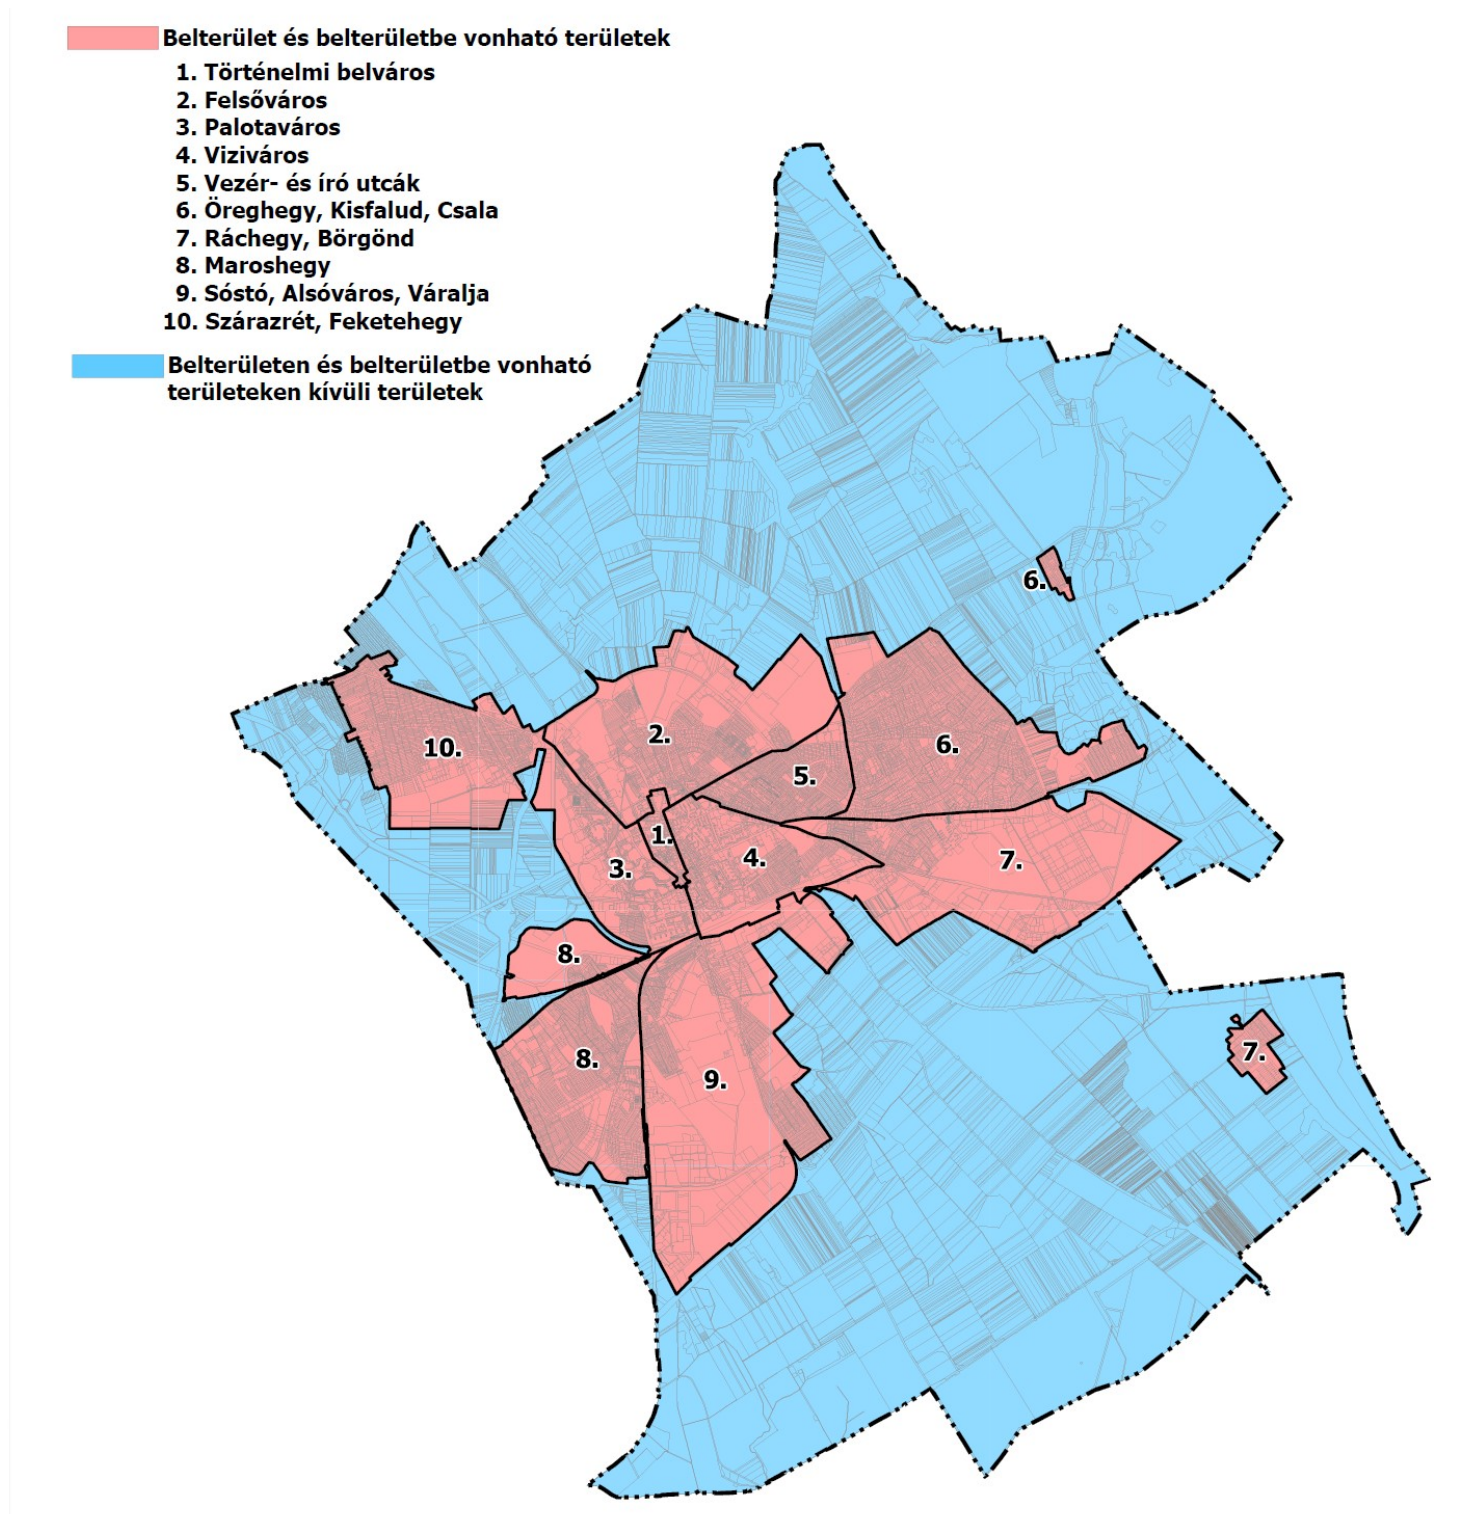 Belterület és belterületbe vonható területek
1. Történelmi belváros
2. Felsőváros
3. Palotaváros
4. Viziváros
5. Vezér- és író utcák
6. Öreghegy, Kisfalud, Csala
7. Ráchegy, Börgönd
8. Maroshegy
9. Sóstó, Alsóváros, Váralja
10. Szárazrét, Feketehegy
Belterületen és belterületbe vonható
területeken kívüli területek
6.
2.
10.
6.
5.
1.
4.
7.
3.
8.
7.
8.
9.